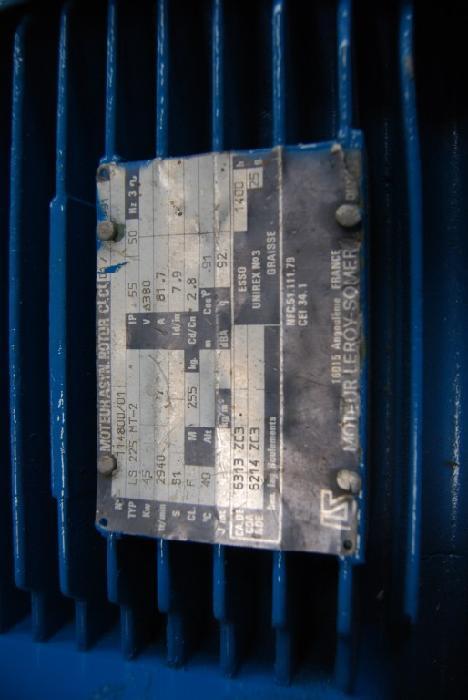 MOTEUR ASYN. ROTOR C.
N° 114800/01
TYP LS 225 MT-2 IP 55 50 Hz 3
Kw 45 V Δ380
tr/min 2940 A 81.7
S S1 Id/In 7.9
CL. F M 255 kg. Cd/Cn 2.8
°C 40 Alt m Cos φ .91
dBA 92
6313 ZC3 ESSO 1400 h
6214 ZC3 UNIREX N°3 25 g
GRAISSE
NFC.51.111.79
CEI 34.1
16015 Angoulême FRANCE
LS MOTEUR LEROY-SOMER